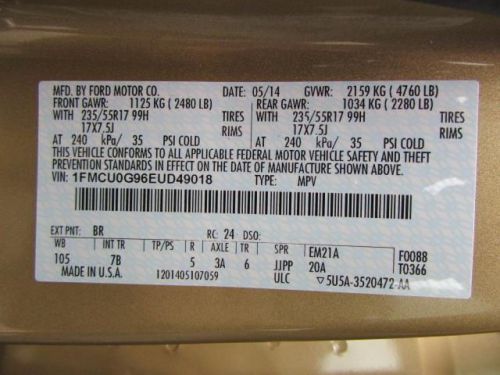 MFD. BY FORD MOTOR CO. DATE: 05/14 GVWR: 2159 KG ( 4760 LB)
FRONT GAWR: 1125 KG ( 2480 LB) REAR GAWR: 1034 KG ( 2280 LB)
WITH 235/55R17 99H TIRES WITH 235/55R17 99H TIRES
17X7.5J RIMS 17X7.5J RIMS
AT 240 kPa/ 35 PSI COLD AT 240 kPa/ 35 PSI COLD
THIS VEHICLE CONFORMS TO ALL APPLICABLE FEDERAL MOTOR VEHICLE SAFETY AND THEFT
PREVENTION STANDARDS IN EFFECT ON THE DATE OF MANUFACTURE SHOWN ABOVE.
VIN: 1FMCU0G96EUD49018 TYPE: MPV
EXT PNT: BR RC: 24 DSO:
WB INT TR TP/PS R AXLE TR SPR EM21A F0088
105 7B 5 3A 6 JJPP 20A T0366
MADE IN U.S.A. 1201405107059 ULC ▽5U5A-3520472-AA